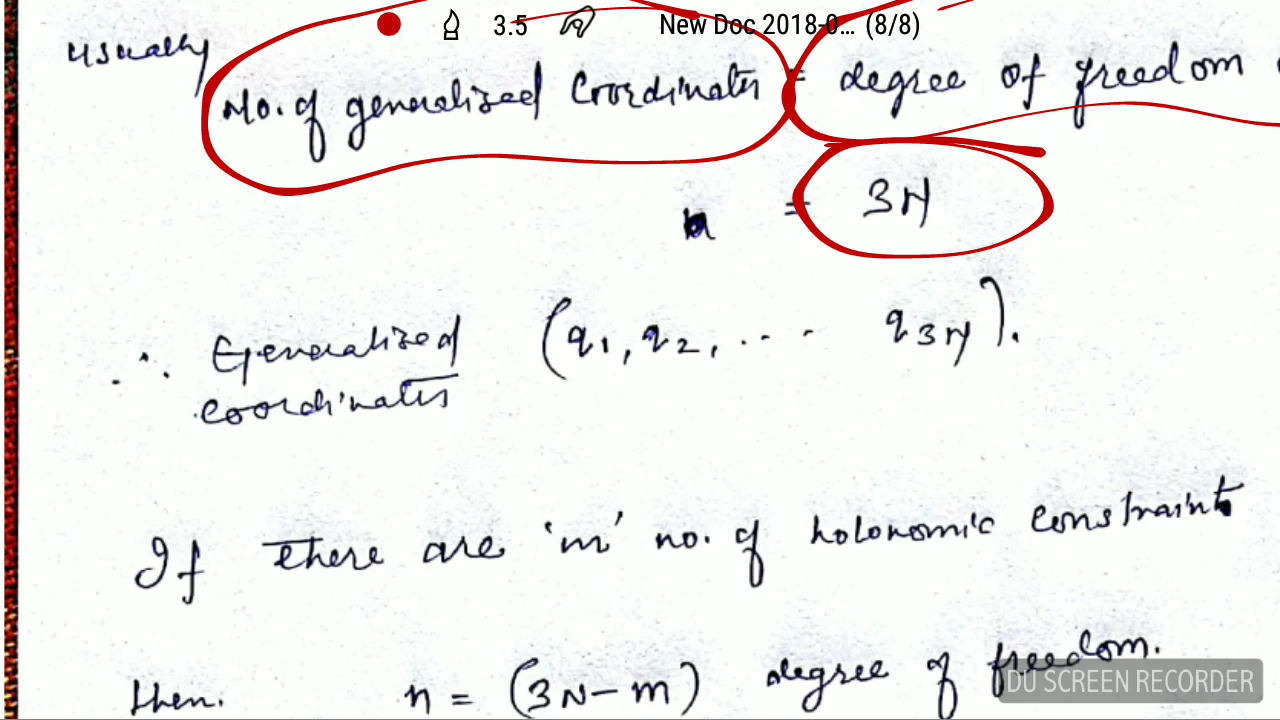 3.5 New Doc 2018-0... (8/8)
usually
No. of generalized Coordinates = degree of freedom
n = 3N
∴ Generalized coordinates (q1, q2, ... q3N).
If there are 'm' no. of holonomic constraints
then. n = (3N-m) degree of freedom.
DU SCREEN RECORDER